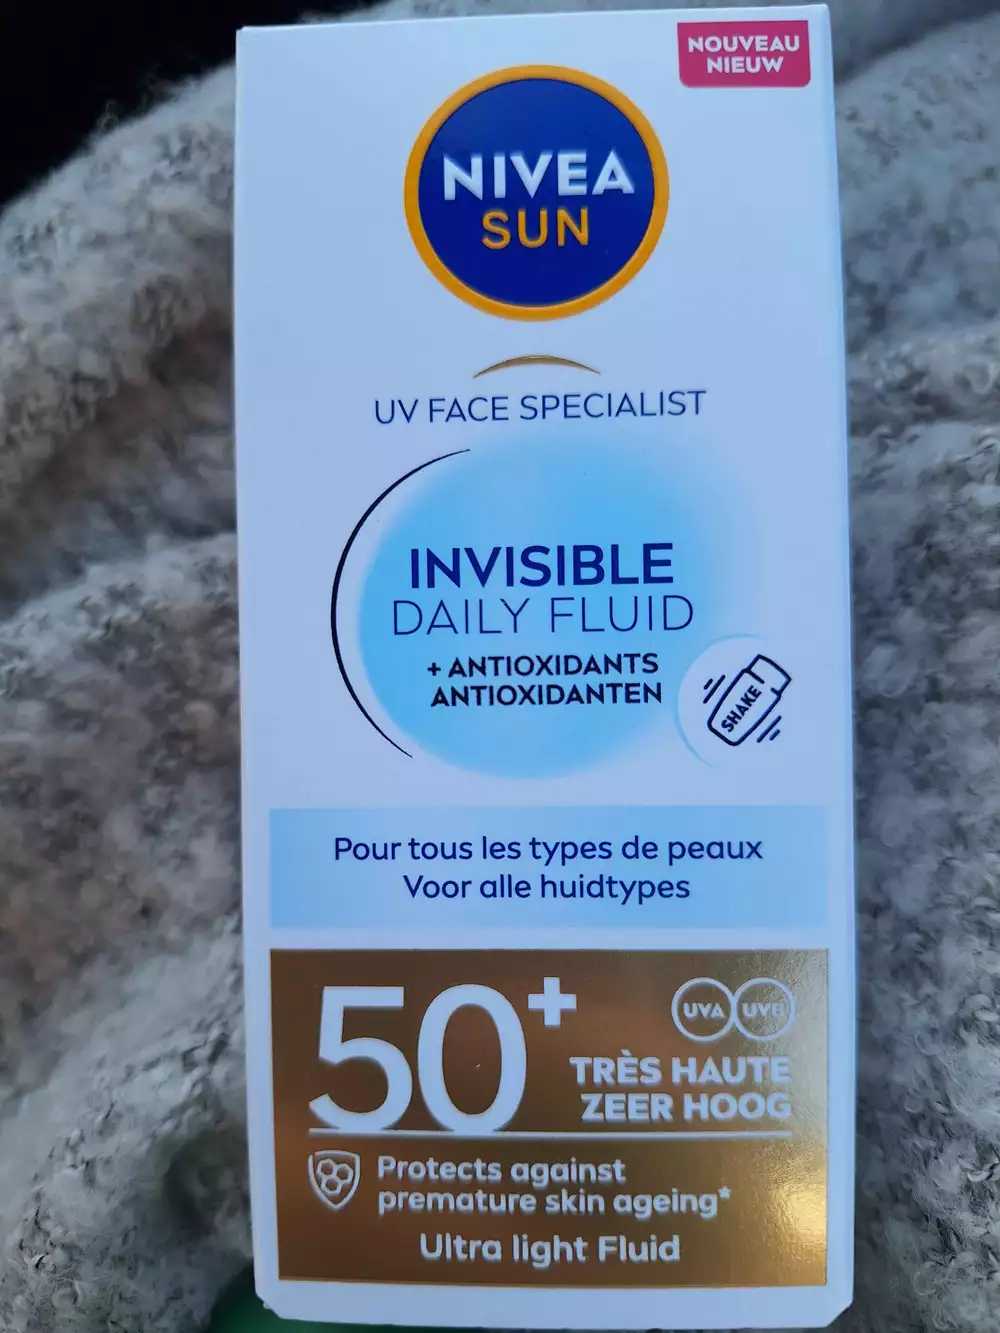 NOUVEAU
NIEUW
NIVEA
SUN
UV FACE SPECIALIST
INVISIBLE
DAILY FLUID
+ ANTIOXIDANTS
ANTIOXIDANTEN
SHAKE
Pour tous les types de peaux
Voor alle huidtypes
50+
UVA UVB
TRÈS HAUTE
ZEER HOOG
Protects against
premature skin ageing*
Ultra light Fluid